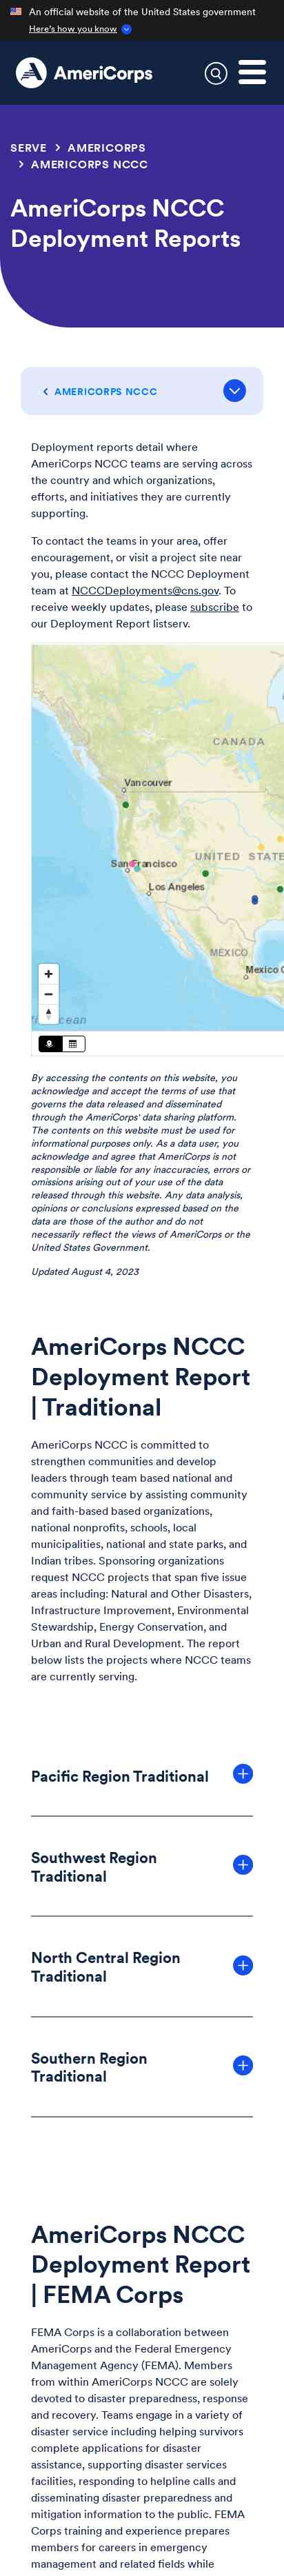 An official website of the United States government
Here's how you know
AmeriCorps
SERVE > AMERICORPS
> AMERICORPS NCCC
AmeriCorps NCCC
Deployment Reports
AMERICORPS NCCC
Deployment reports detail where
AmeriCorps NCCC teams are serving across
the country and which organizations,
efforts, and initiatives they are currently
supporting.
To contact the teams in your area, offer
encouragement, or visit a project site near
you, please contact the NCCC Deployment
team at NCCCDeployments@cns.gov. To
receive weekly updates, please subscribe to
our Deployment Report listserv.
CANADA
Vancouver
San Francisco
UNITED STATE
Los Angeles
MÉXICO
Mexico C
ocean
By accessing the contents on this website, you
acknowledge and accept the terms of use that
governs the data released and disseminated
through the AmeriCorps' data sharing platform.
The contents on this website must be used for
informational purposes only. As a data user, you
acknowledge and agree that AmeriCorps is not
responsible or liable for any inaccuracies, errors or
omissions arising out of your use of the data
released through this website. Any data analysis,
opinions or conclusions expressed based on the
data are those of the author and do not
necessarily reflect the views of AmeriCorps or the
United States Government.
Updated August 4, 2023
AmeriCorps NCCC
Deployment Report
| Traditional
AmeriCorps NCCC is committed to
strengthen communities and develop
leaders through team based national and
community service by assisting community
and faith-based based organizations,
national nonprofits, schools, local
municipalities, national and state parks, and
Indian tribes. Sponsoring organizations
request NCCC projects that span five issue
areas including: Natural and Other Disasters,
Infrastructure Improvement, Environmental
Stewardship, Energy Conservation, and
Urban and Rural Development. The report
below lists the projects where NCCC teams
are currently serving.
Pacific Region Traditional
Southwest Region
Traditional
North Central Region
Traditional
Southern Region
Traditional
AmeriCorps NCCC
Deployment Report
| FEMA Corps
FEMA Corps is a collaboration between
AmeriCorps and the Federal Emergency
Management Agency (FEMA). Members
from within AmeriCorps NCCC are solely
devoted to disaster preparedness, response
and recovery. Teams engage in a variety of
disaster service including helping survivors
complete applications for disaster
assistance, supporting disaster services
facilities, responding to helpline calls and
disseminating disaster preparedness and
mitigation information to the public. FEMA
Corps training and experience prepares
members for careers in emergency
management and related fields while